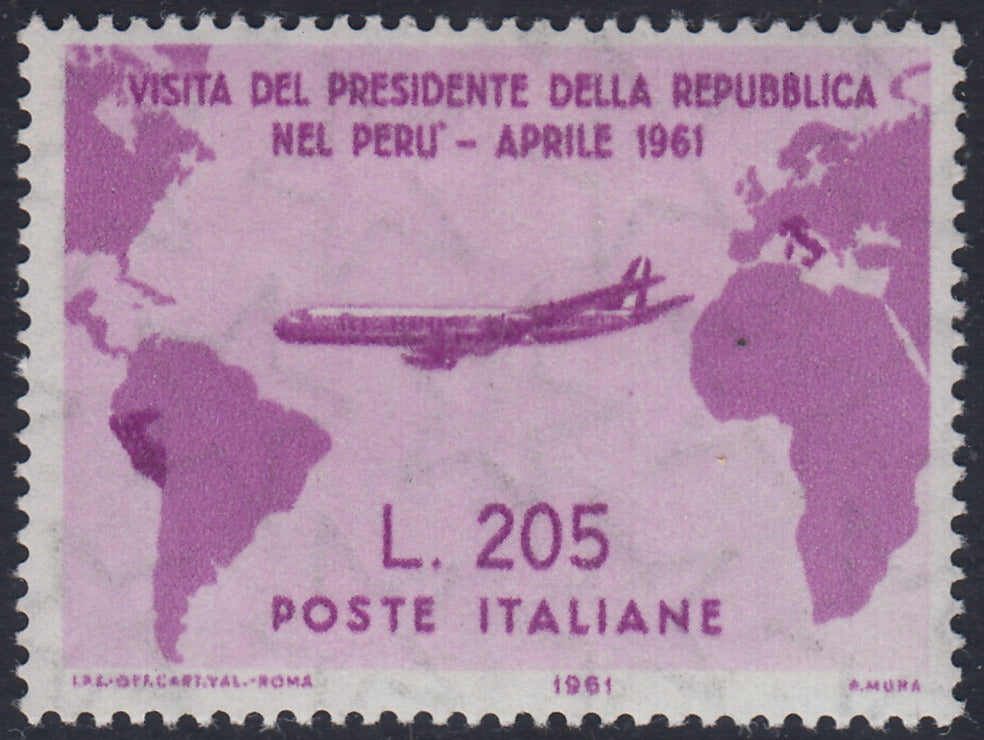 VISITA DEL PRESIDENTE DELLA REPUBBLICA
NEL PERU' - APRILE 1961
L. 205
POSTE ITALIANE
I.P.S.-OFF.CART.VAL.-ROMA 1961 R.MURA